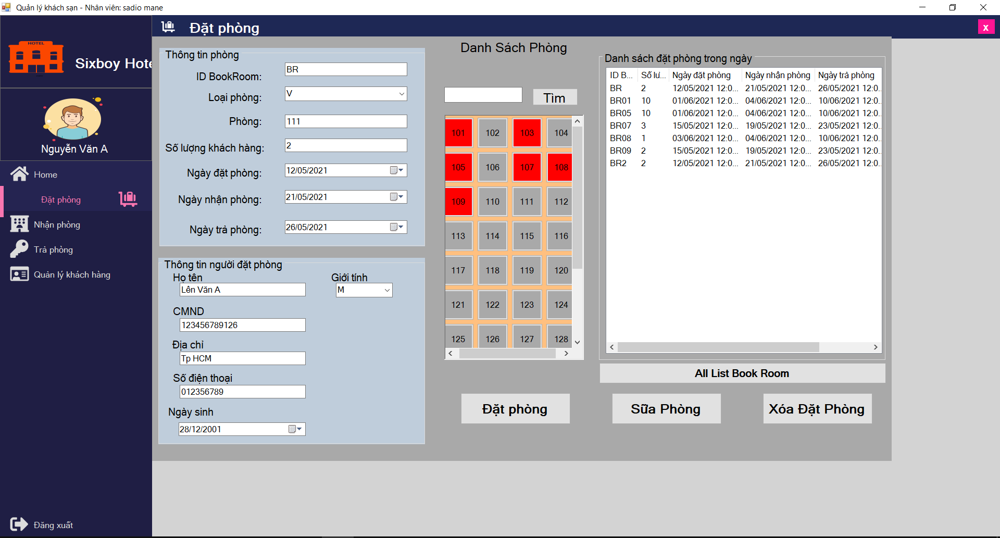 Quản lý khách sạn - Nhân viên: sadio mane
HOTEL
Sixboy Hote
Nguyễn Văn A
Home
Đặt phòng
Nhận phòng
Trả phòng
Quản lý khách hàng
Đăng xuất
Đặt phòng
x
Thông tin phòng
ID BookRoom: BR
Loại phòng: V
Phòng: 111
Số lượng khách hàng: 2
Ngày đặt phòng: 12/05/2021
Ngày nhận phòng: 21/05/2021
Ngày trả phòng: 26/05/2021
Thông tin người đặt phòng
Họ tên Giới tính
Lên Văn A M
CMND
123456789126
Địa chỉ
Tp HCM
Số điện thoại
012356789
Ngày sinh
28/12/2001
Danh Sách Phòng
Tìm
101 102 103 104
105 106 107 108
109 110 111 112
113 114 115 116
117 118 119 120
121 122 123 124
125 126 127 128
Danh sách đặt phòng trong ngày
ID B... Số lư... Ngày đặt phòng Ngày nhận phòng Ngày trả phòng
BR 2 12/05/2021 12:0... 21/05/2021 12:0... 26/05/2021 12:0..
BR01 10 01/06/2021 12:0... 04/06/2021 12:0... 10/06/2021 12:0..
BR05 10 01/06/2021 12:0... 04/06/2021 12:0... 10/06/2021 12:0..
BR07 3 15/05/2021 12:0... 19/05/2021 12:0... 23/05/2021 12:0..
BR08 1 03/06/2021 12:0... 04/06/2021 12:0... 10/06/2021 12:0..
BR09 2 15/05/2021 12:0... 19/05/2021 12:0... 23/05/2021 12:0..
BR2 2 12/05/2021 12:0... 21/05/2021 12:0... 26/05/2021 12:0..
All List Book Room
Đặt phòng
Sữa Phòng
Xóa Đặt Phòng